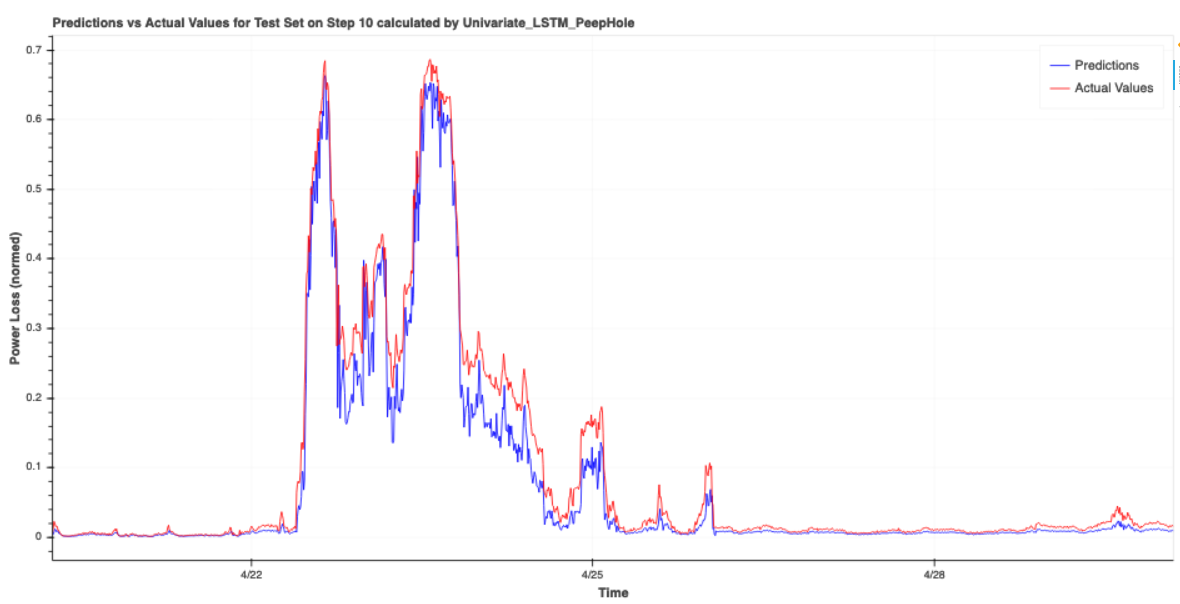 Predictions vs Actual Values for Test Set on Step 10 calculated by Univariate_LSTM_PeepHole
Predictions
Actual Values
0.7
0.6
0.5
0.4
0.3
0.2
0.1
0
Power Loss (normed)
4/22
4/25
4/28
Time